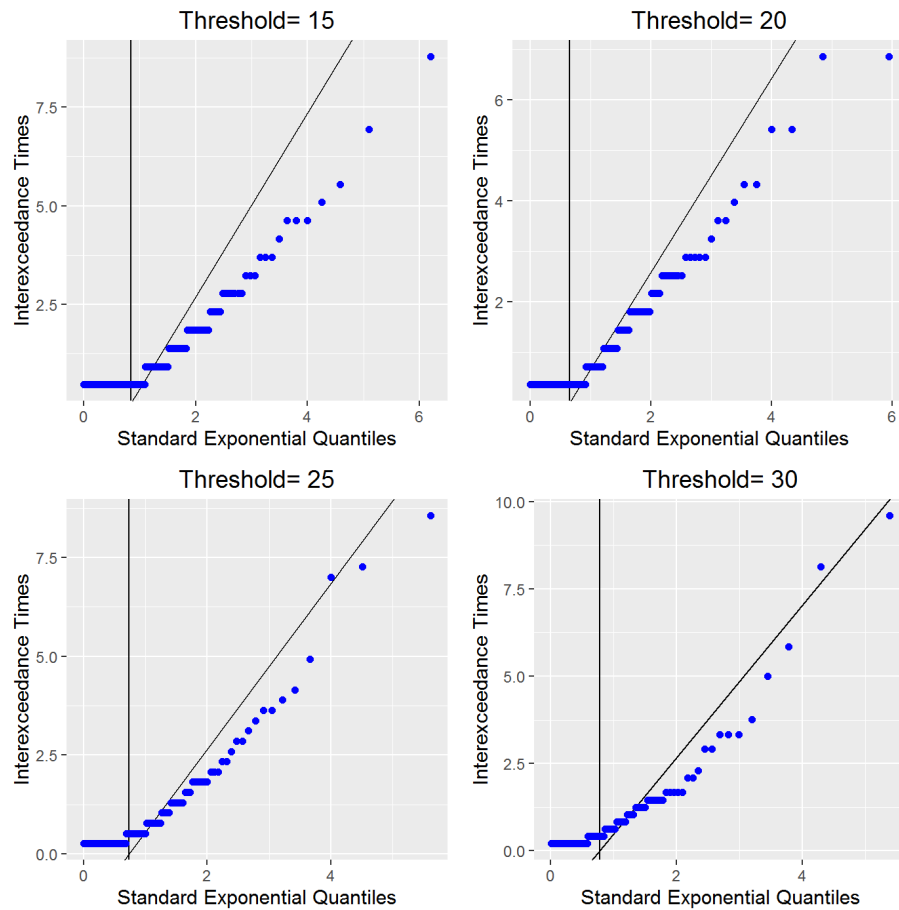 Threshold= 15
Interexceedance Times
7.5
5.0
2.5
0
2
4
6
Standard Exponential Quantiles
Threshold= 20
Interexceedance Times
6
4
2
0
2
4
6
Standard Exponential Quantiles
Threshold= 25
Interexceedance Times
7.5
5.0
2.5
0.0
0
2
4
Standard Exponential Quantiles
Threshold= 30
Interexceedance Times
10.0
7.5
5.0
2.5
0.0
0
2
4
Standard Exponential Quantiles